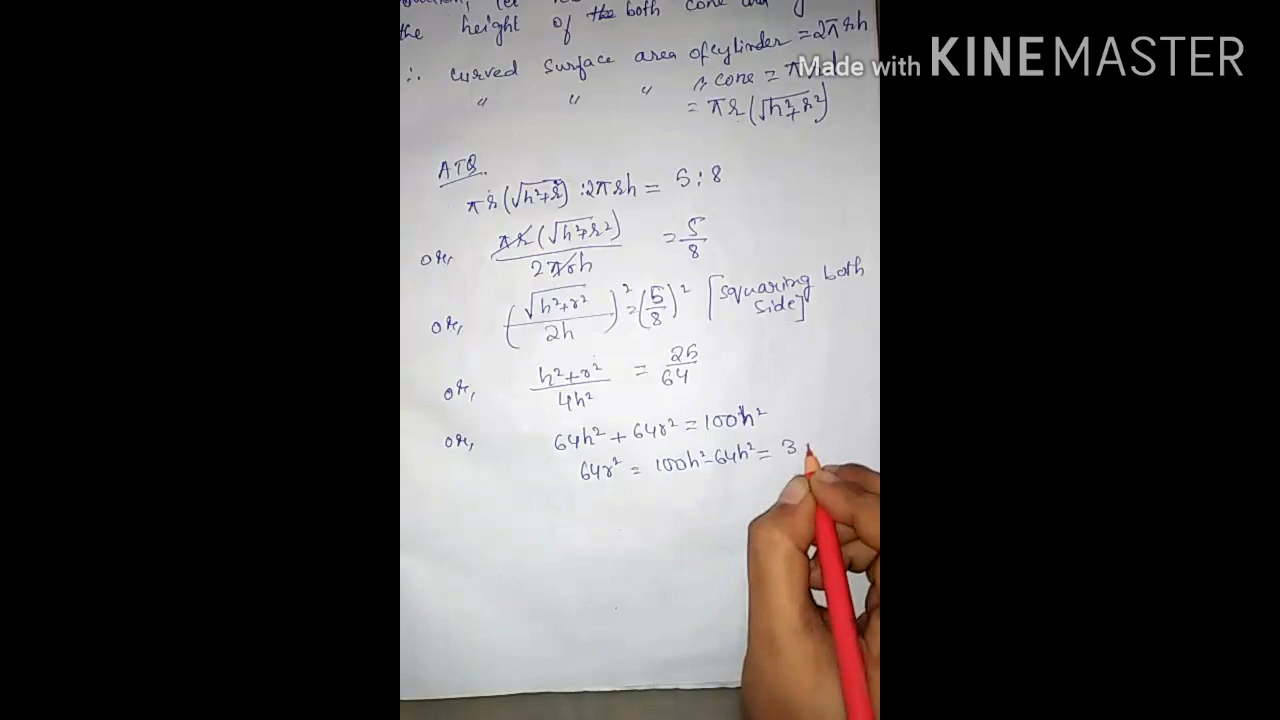 the height of the both cone and
∴ curved surface area of cylinder = 2πrh
Made with KINEMASTER
" " " " cone = π
= πr(√h²+r²)
ATQ.
πr(√h²+r²) : 2πrh = 5 : 8
or, πr(√h²+r²) / 2πrh = 5/8
or, (√h²+r² / 2h)² = (5/8)² [squaring both side]
or, h²+r² / 4h² = 25/64
or, 64h² + 64r² = 100h²
64r² = 100h² - 64h² = 3